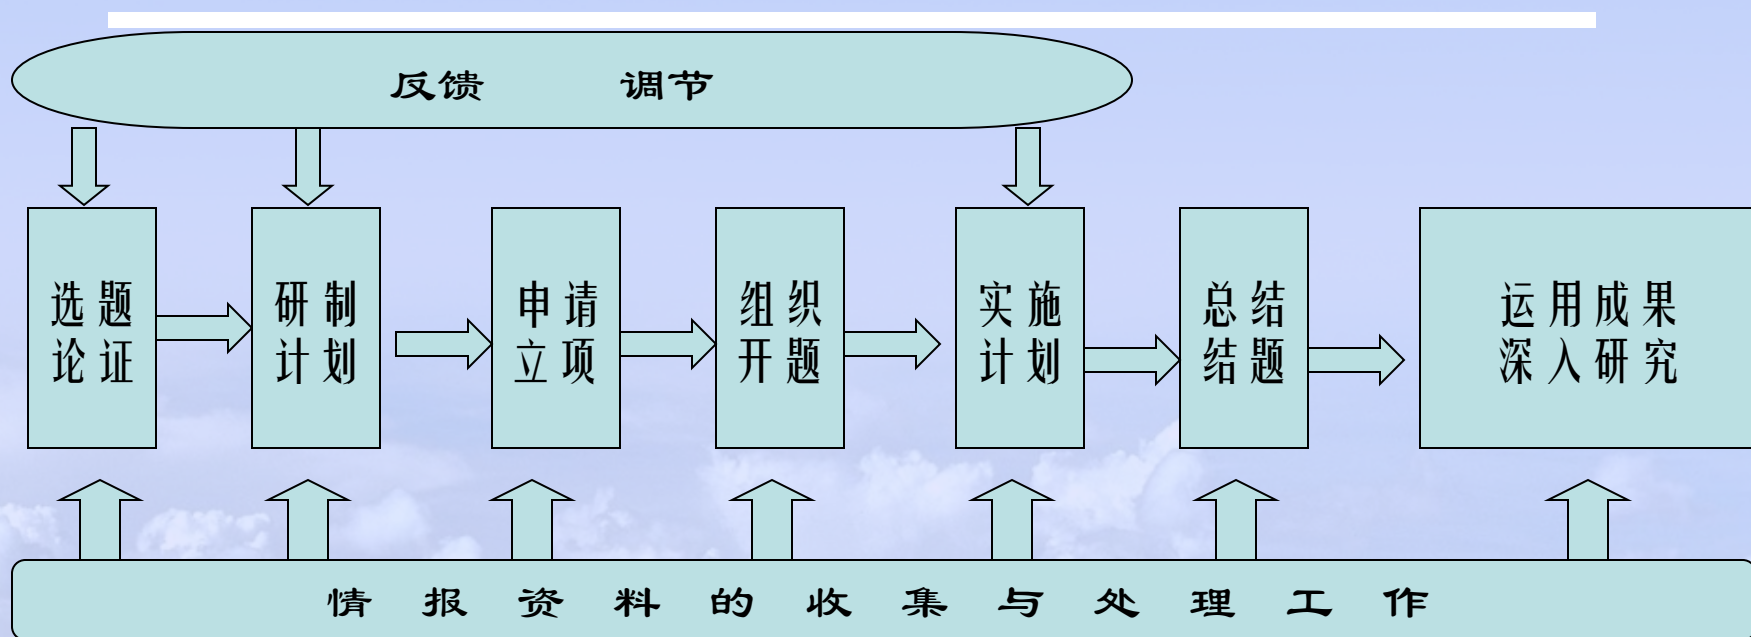 反馈 调节
选题
论证
研制
计划
申请
立项
组织
开题
实施
计划
总结
结题
运用成果
深入研究
情报资料的收集与处理工作